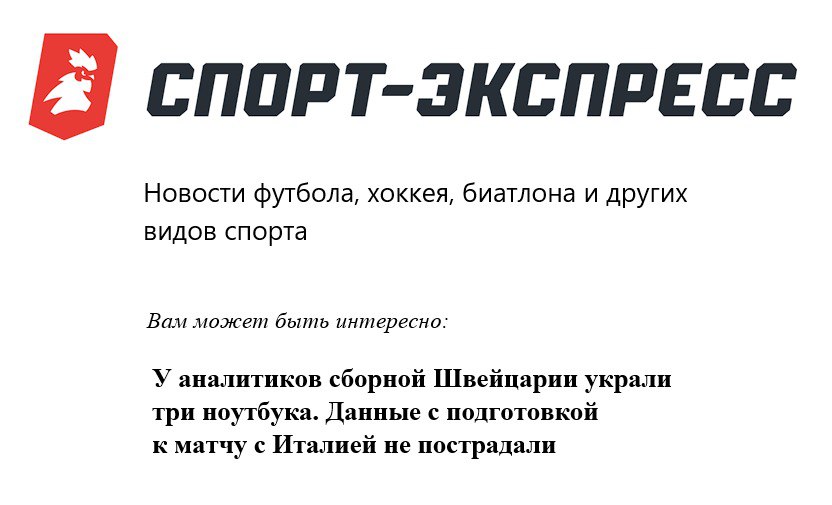 СПОРТ-ЭКСПРЕСС
Новости футбола, хоккея, биатлона и других
видов спорта
Вам может быть интересно:
У аналитиков сборной Швейцарии украли
три ноутбука. Данные с подготовкой
к матчу с Италией не пострадали